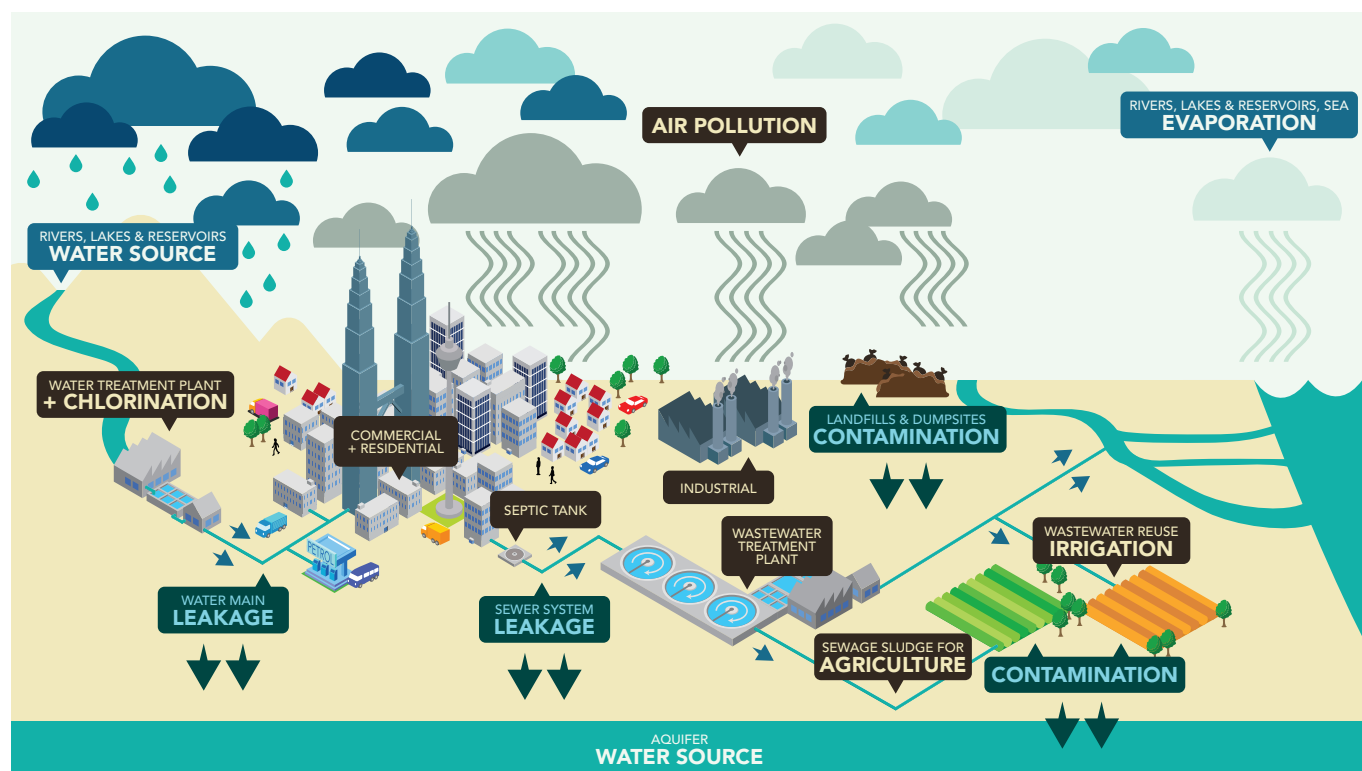 AIR POLLUTION
RIVERS, LAKES & RESERVOIRS, SEA
EVAPORATION
RIVERS, LAKES & RESERVOIRS
WATER SOURCE
WATER TREATMENT PLANT
+ CHLORINATION
COMMERCIAL
+ RESIDENTIAL
LANDFILLS & DUMPSITES
CONTAMINATION
INDUSTRIAL
SEPTIC TANK
WASTEWATER
TREATMENT
PLANT
WASTEWATER REUSE
IRRIGATION
PETROL
WATER MAIN
LEAKAGE
SEWER SYSTEM
LEAKAGE
SEWAGE SLUDGE FOR
AGRICULTURE
CONTAMINATION
AQUIFER
WATER SOURCE